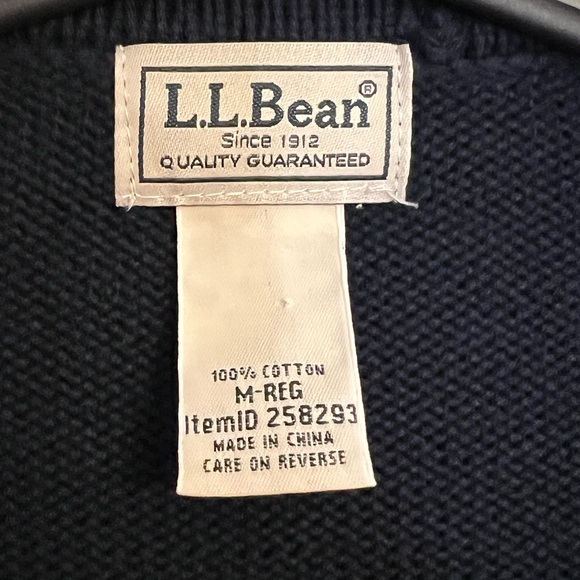 L.L.Bean®
Since 1912
QUALITY GUARANTEED
100% COTTON
M-REG
ItemID 258293
MADE IN CHINA
CARE ON REVERSE